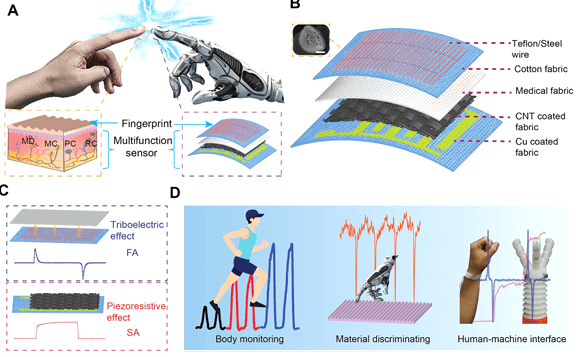 A
Fingerprint
Multifunction
sensor
MD
MC
PC
RC
B
Teflon/Steel
wire
Cotton fabric
Medical fabric
CNT coated
fabric
Cu coated
fabric
C
Triboelectric
effect
FA
Piezoresistive
effect
SA
D
Body monitoring
Material discriminating
Human-machine interface